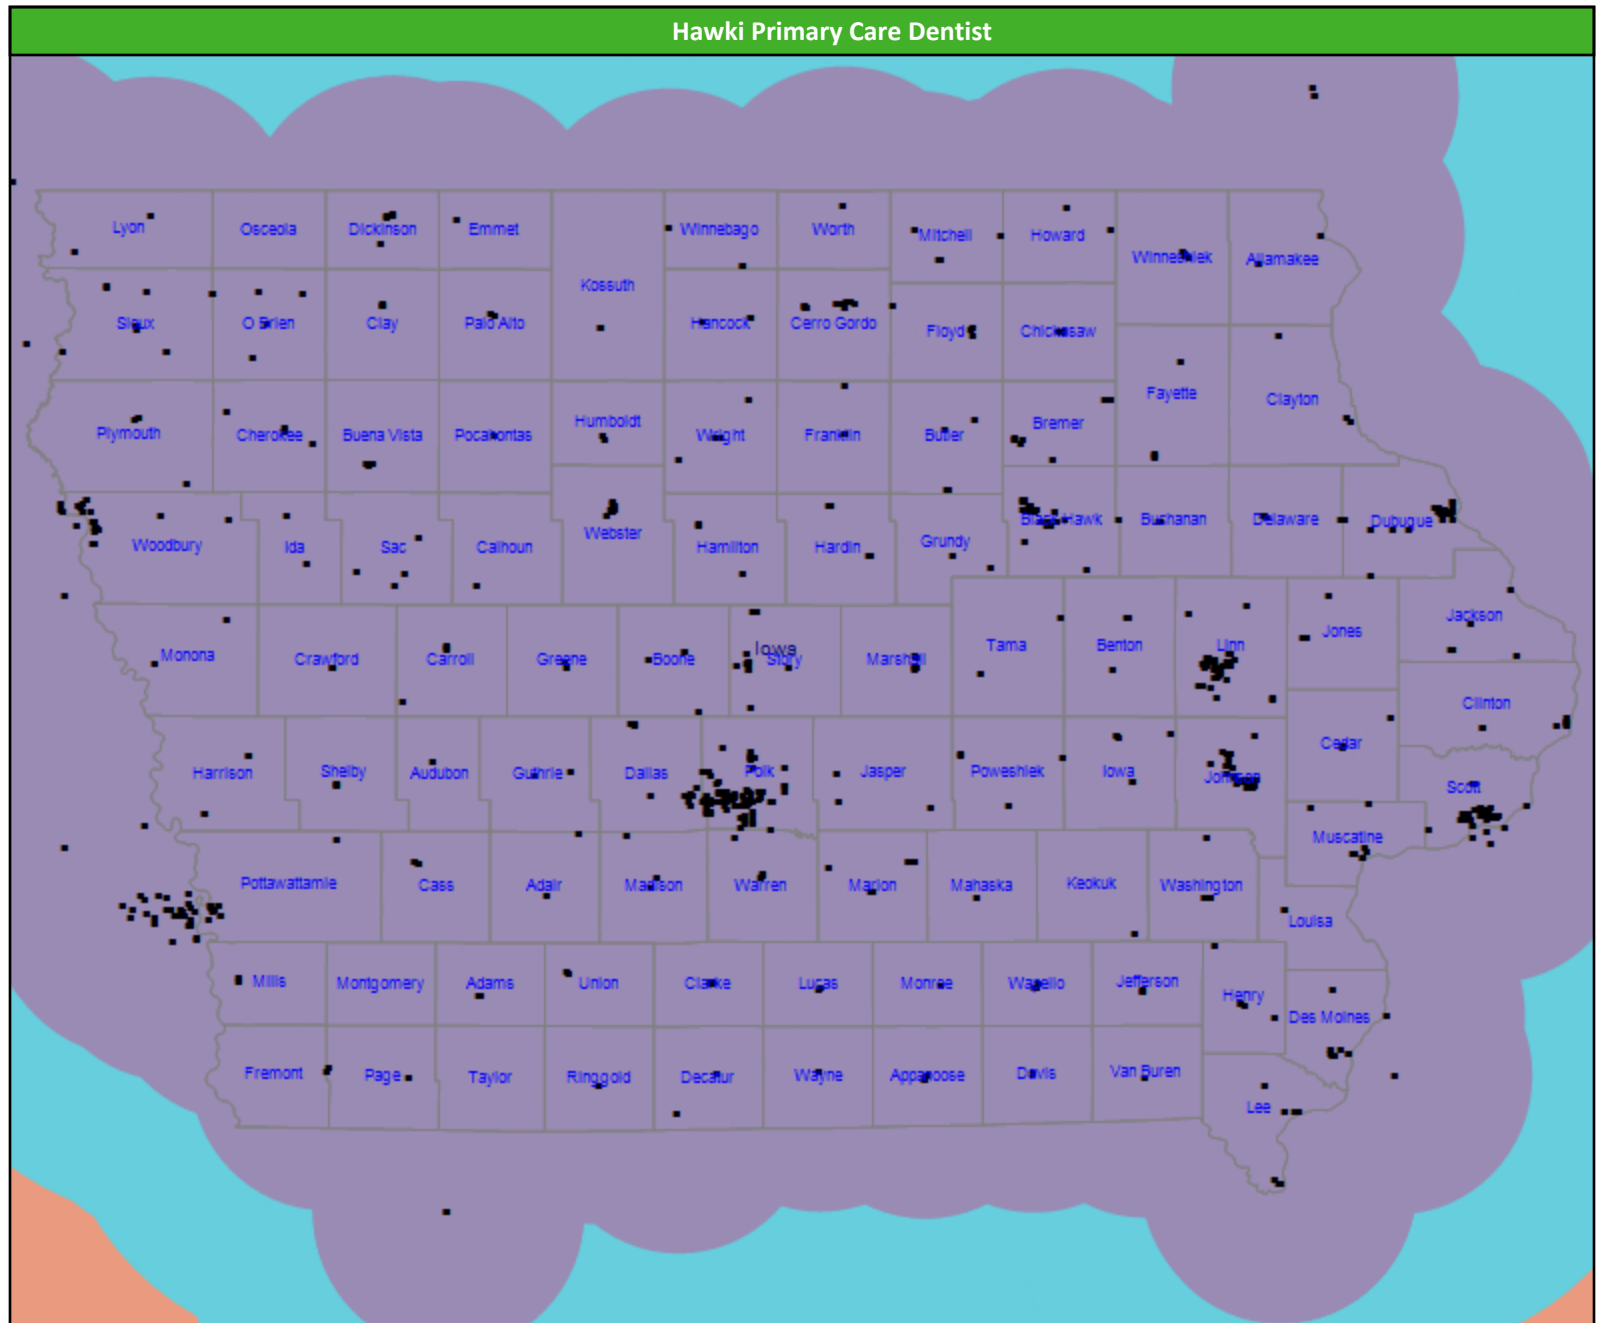 Hawki Primary Care Dentist
Lyon
Osceola
Dickinson
Emmet
Kossuth
Winnebago
Worth
Mitchell
Howard
Winneshiek
Allamakee
Sioux
O Brien
Clay
Palo Alto
Hancock
Cerro Gordo
Floyd
Chickasaw
Fayette
Clayton
Plymouth
Cherokee
Buena Vista
Pocahontas
Humboldt
Wright
Franklin
Butler
Bremer
Woodbury
Ida
Sac
Calhoun
Webster
Hamilton
Hardin
Grundy
Black Hawk
Buchanan
Delaware
Dubuque
Monona
Crawford
Carroll
Greene
Boone
Iowa
Story
Marshall
Tama
Benton
Linn
Jones
Jackson
Clinton
Harrison
Shelby
Audubon
Guthrie
Dallas
Polk
Jasper
Poweshiek
Iowa
Johnson
Cedar
Scott
Muscatine
Pottawattamie
Cass
Adair
Madison
Warren
Marion
Mahaska
Keokuk
Washington
Louisa
Mills
Montgomery
Adams
Union
Clarke
Lucas
Monroe
Wapello
Jefferson
Henry
Des Moines
Fremont
Page
Taylor
Ringgold
Decatur
Wayne
Appanoose
Davis
Van Buren
Lee